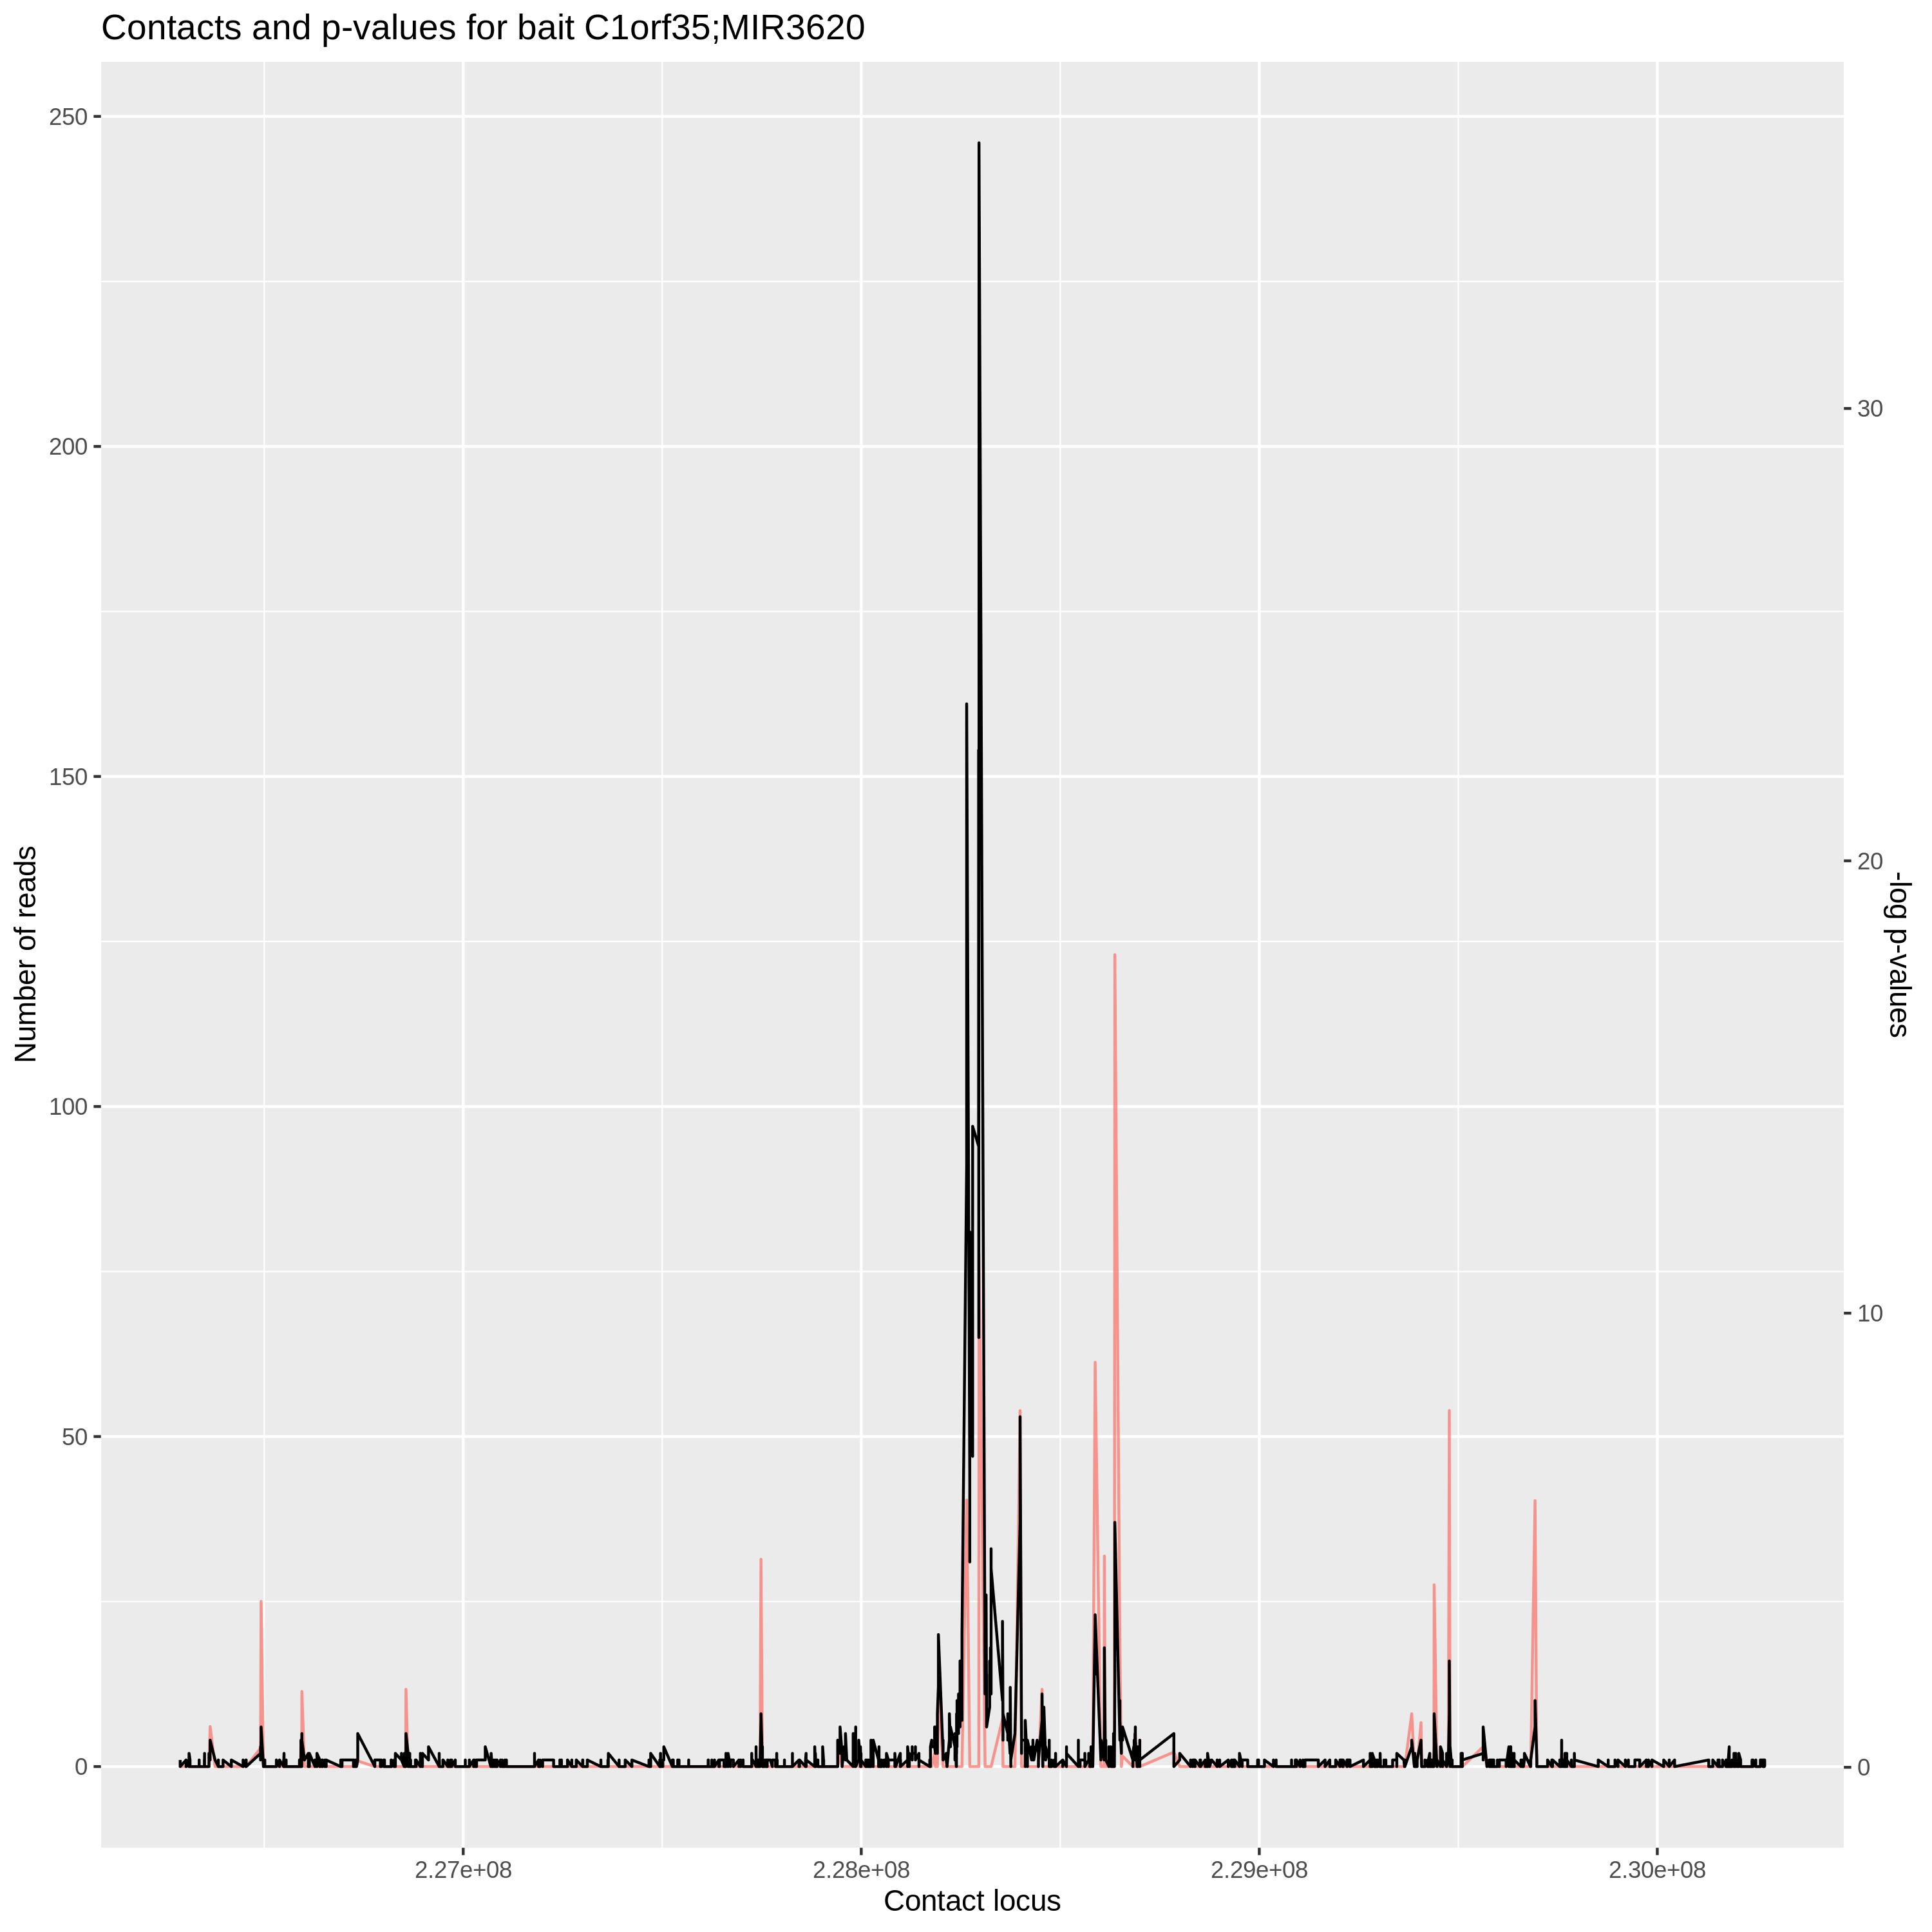 Contacts and p-values for bait C1orf35;MIR3620
250
200
150
100
50
0
Number of reads
30
20
10
0
-log p-values
2.27e+08
2.28e+08
2.29e+08
2.30e+08
Contact locus